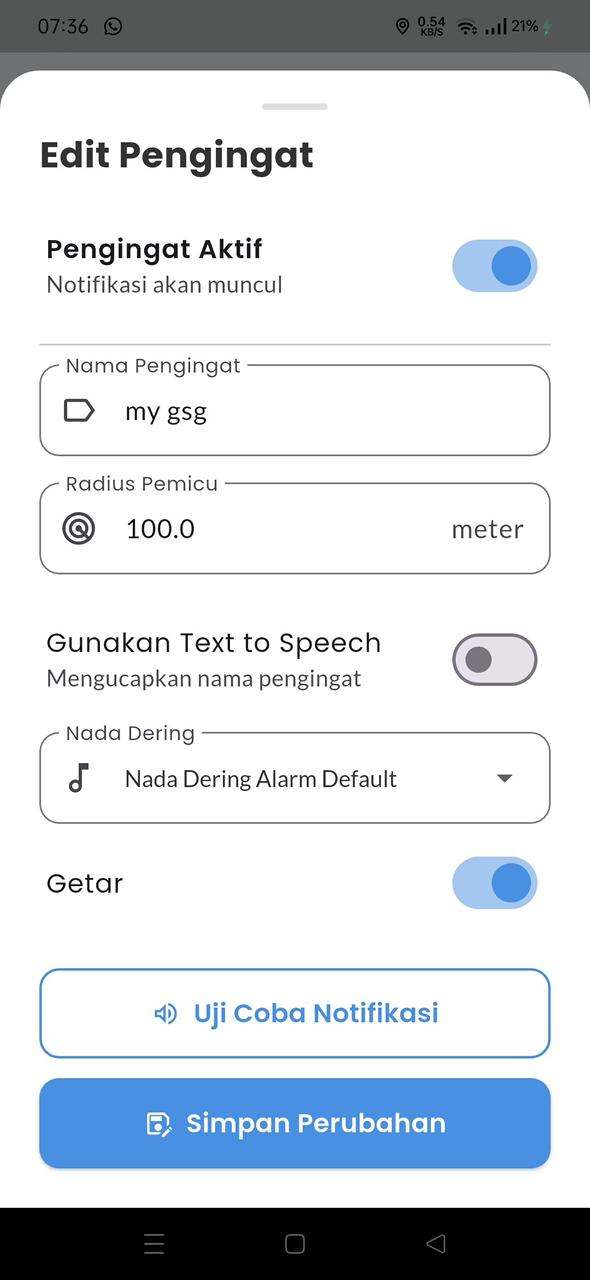 07:36
0.54
KB/S
21%
Edit Pengingat
Pengingat Aktif
Notifikasi akan muncul
Nama Pengingat
my gsg
Radius Pemicu
100.0 meter
Gunakan Text to Speech
Mengucapkan nama pengingat
Nada Dering
Nada Dering Alarm Default
Getar
Uji Coba Notifikasi
Simpan Perubahan